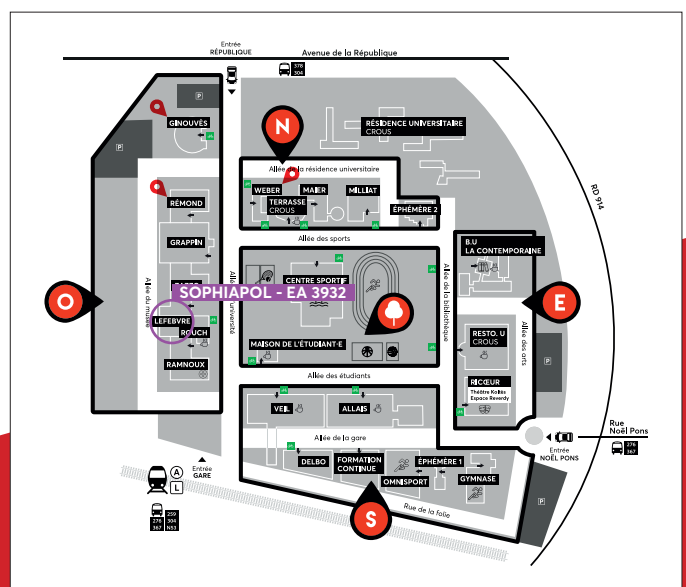 Entrée
RÉPUBLIQUE
Avenue de la République
378
304
P
GINOUVÈS
P
N
RÉSIDENCE UNIVERSITAIRE
CROUS
RD 914
Allée de la résidence universitaire
RÉMOND
WEBER
MAIER
MILLIAT
TERRASSE
CROUS
ÉPHÉMÈRE 2
GRAPPIN
Allée des sports
B.U
LA CONTEMPORAINE
Allée du musée
Allée de l'université
CENTRE SPORTIF
Allée de la bibliothèque
SOPHIAPOL - EA 3932
O
E
LEFEBVRE
ROUCH
MAISON DE L'ÉTUDIANT·E
RESTO. U
CROUS
Allée des arts
RAMNOUX
P
Allée des étudiants
RICŒUR
Théâtre Koltès
Espace Reverdy
VEIL
ALLAIS
Rue
Noël Pons
276
367
Entrée
NOËL PONS
Allée de la gare
Entrée
GARE
A
L
DELBO
FORMATION
CONTINUE
ÉPHÉMÈRE 1
OMNISPORT
GYMNASE
P
S
Rue de la folie
259
276 304
367 N53